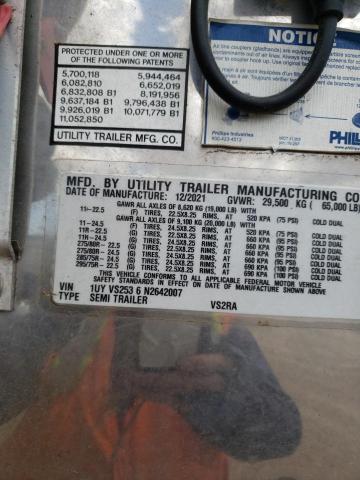 PROTECTED UNDER ONE OR MORE
OF THE FOLLOWING PATENTS
5,700,118 5,944,464
6,082,810 6,652,019
6,832,808 B1 8,191,956
9,637,184 B1 9,796,438 B1
9,926,019 B1 10,071,779 B1
11,052,850
UTILITY TRAILER MFG. CO.
NOTICE:
Phillips Industries
PHILL
MFD. BY UTILITY TRAILER MANUFACTURING CO
DATE OF MANUFACTURE: 12/2021 GVWR: 29,500 KG ( 65,000 LB
GAWR ALL AXLES OF 8,620 KG (19,000 LB) WITH
11-22.5 (F) TIRES, 22.5X8.25 RIMS, AT 520 KPA (75 PSI) COLD DUAL
GAWR ALL AXLES OF 9,100 KG (20,000 LB) WITH
11-24.5 (F) TIRES, 24.5X8.25 RIMS, AT 520 KPA (75 PSI) COLD DUAL
11R-22.5 (G) TIRES, 22.5X8.25 RIMS, AT 660 KPA (95 PSI) COLD DUAL
11R-24.5 (G) TIRES, 24.5X8.25 RIMS, AT 660 KPA (95 PSI) COLD DUAL
275/80R-22.5 (G) TIRES, 22.5X8.25 RIMS, AT 660 KPA (95 PSI) COLD DUAL
275/80R-24.5 (G) TIRES, 24.5X8.25 RIMS, AT 660 KPA (95 PSI) COLD DUAL
285/75R-24.5 (G) TIRES, 24.5X8.25 RIMS, AT 660 KPA (95 PSI) COLD DUAL
295/75R-22.5 (G) TIRES, 22.5X8.25 RIMS, AT 690 KPA (100 PSI) COLD DUAL
THIS VEHICLE CONFORMS TO ALL APPLICABLE FEDERAL MOTOR VEHICLE
SAFETY STANDARDS IN EFFECT ON THE DATE OF MANUFACTURE SHOWN ABOVE
VIN 1UY VS253 6 N2642007
TYPE SEMI TRAILER VS2RA